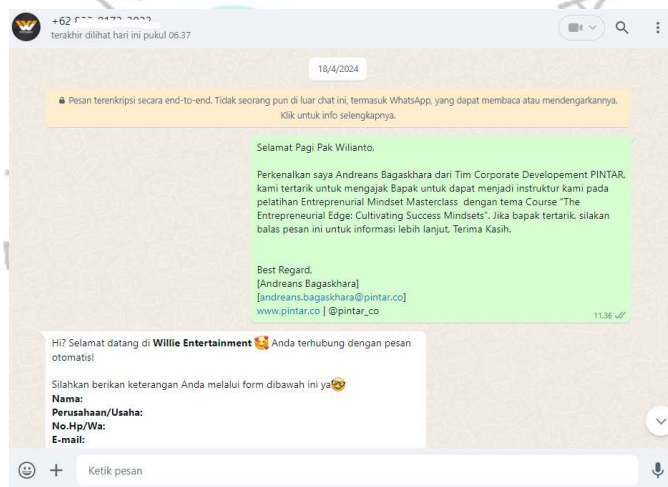 +62
terakhir dilihat hari ini pukul 06.37
18/4/2024
Pesan terenkripsi secara end-to-end. Tidak seorang pun di luar chat ini, termasuk WhatsApp, yang dapat membaca atau mendengarkannya.
Klik untuk info selengkapnya.
Selamat Pagi Pak Wilianto,
Perkenalkan saya Andreans Bagaskhara dari Tim Corporate Developement PINTAR,
kami tertarik untuk mengajak Bapak untuk dapat menjadi instruktur kami pada
pelatihan Entreprenurial Mindset Masterclass dengan tema Course "The
Entrepreneurial Edge: Cultivating Success Mindsets". Jika bapak tertarik, silakan
balas pesan ini untuk informasi lebih lanjut, Terima Kasih.
Best Regard,
[Andreans Bagaskhara]
[andreans.bagaskhara@pintar.co]
www.pintar.co | @pintar_co
11.36
Hi? Selamat datang di Willie Entertainment 🥰 Anda terhubung dengan pesan
otomatis!
Silahkan berikan keterangan Anda melalui form dibawah ini ya🤓
Nama:
Perusahaan/Usaha:
No.Hp/Wa:
E-mail:
Ketik pesan